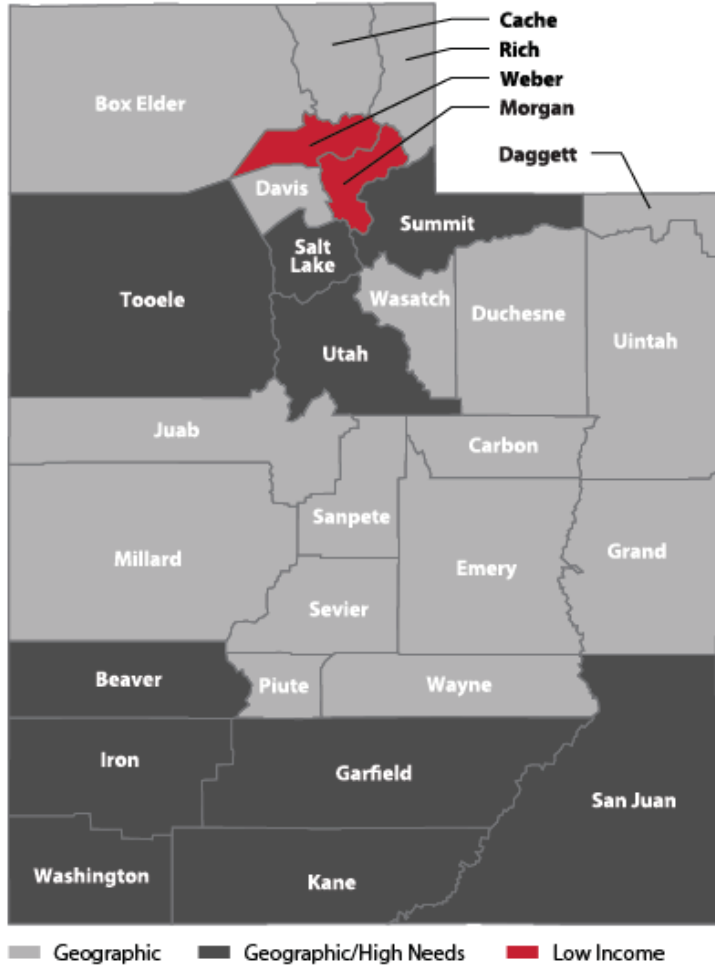 Cache
Rich
Box Elder
Weber
Morgan
Daggett
Davis
Summit
Salt
Lake
Tooele
Wasatch
Duchesne
Uintah
Utah
Juab
Carbon
Sanpete
Millard
Emery
Grand
Sevier
Beaver
Piute
Wayne
Iron
Garfield
San Juan
Washington
Kane
Geographic
Geographic/High Needs
Low Income